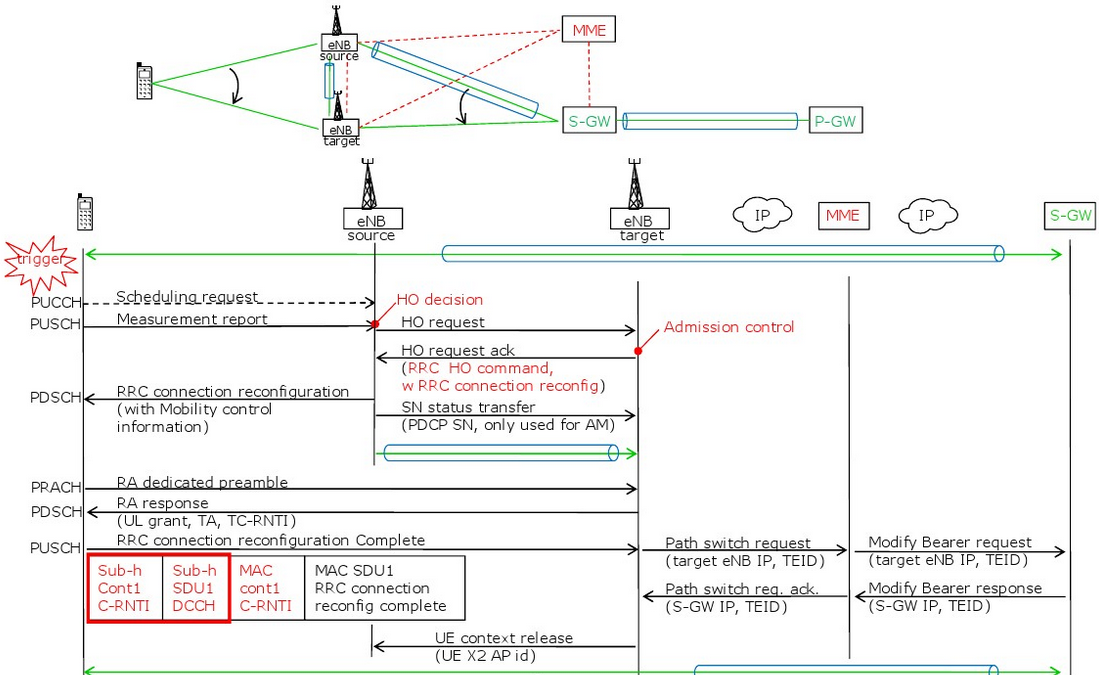 eNB
source
MME
eNB
target
S-GW
P-GW
eNB
source
eNB
target
IP
MME
IP
S-GW
trigger
PUCCH
Scheduling request
HO decision
PUSCH
Measurement report
HO request
Admission control
HO request ack
(RRC HO command,
w RRC connection reconfig)
PDSCH
RRC connection reconfiguration
(with Mobility control
information)
SN status transfer
(PDCP SN, only used for AM)
PRACH
RA dedicated preamble
PDSCH
RA response
(UL grant, TA, TC-RNTI)
PUSCH
RRC connection reconfiguration Complete
Path switch request
(target eNB IP, TEID)
Modify Bearer request
(target eNB IP, TEID)
Sub-h
Cont1
C-RNTI
Sub-h
SDU1
DCCH
MAC
cont1
C-RNTI
MAC SDU1
RRC connection
reconfig complete
Path switch req. ack.
(S-GW IP, TEID)
Modify Bearer response
(S-GW IP, TEID)
UE context release
(UE X2 AP id)